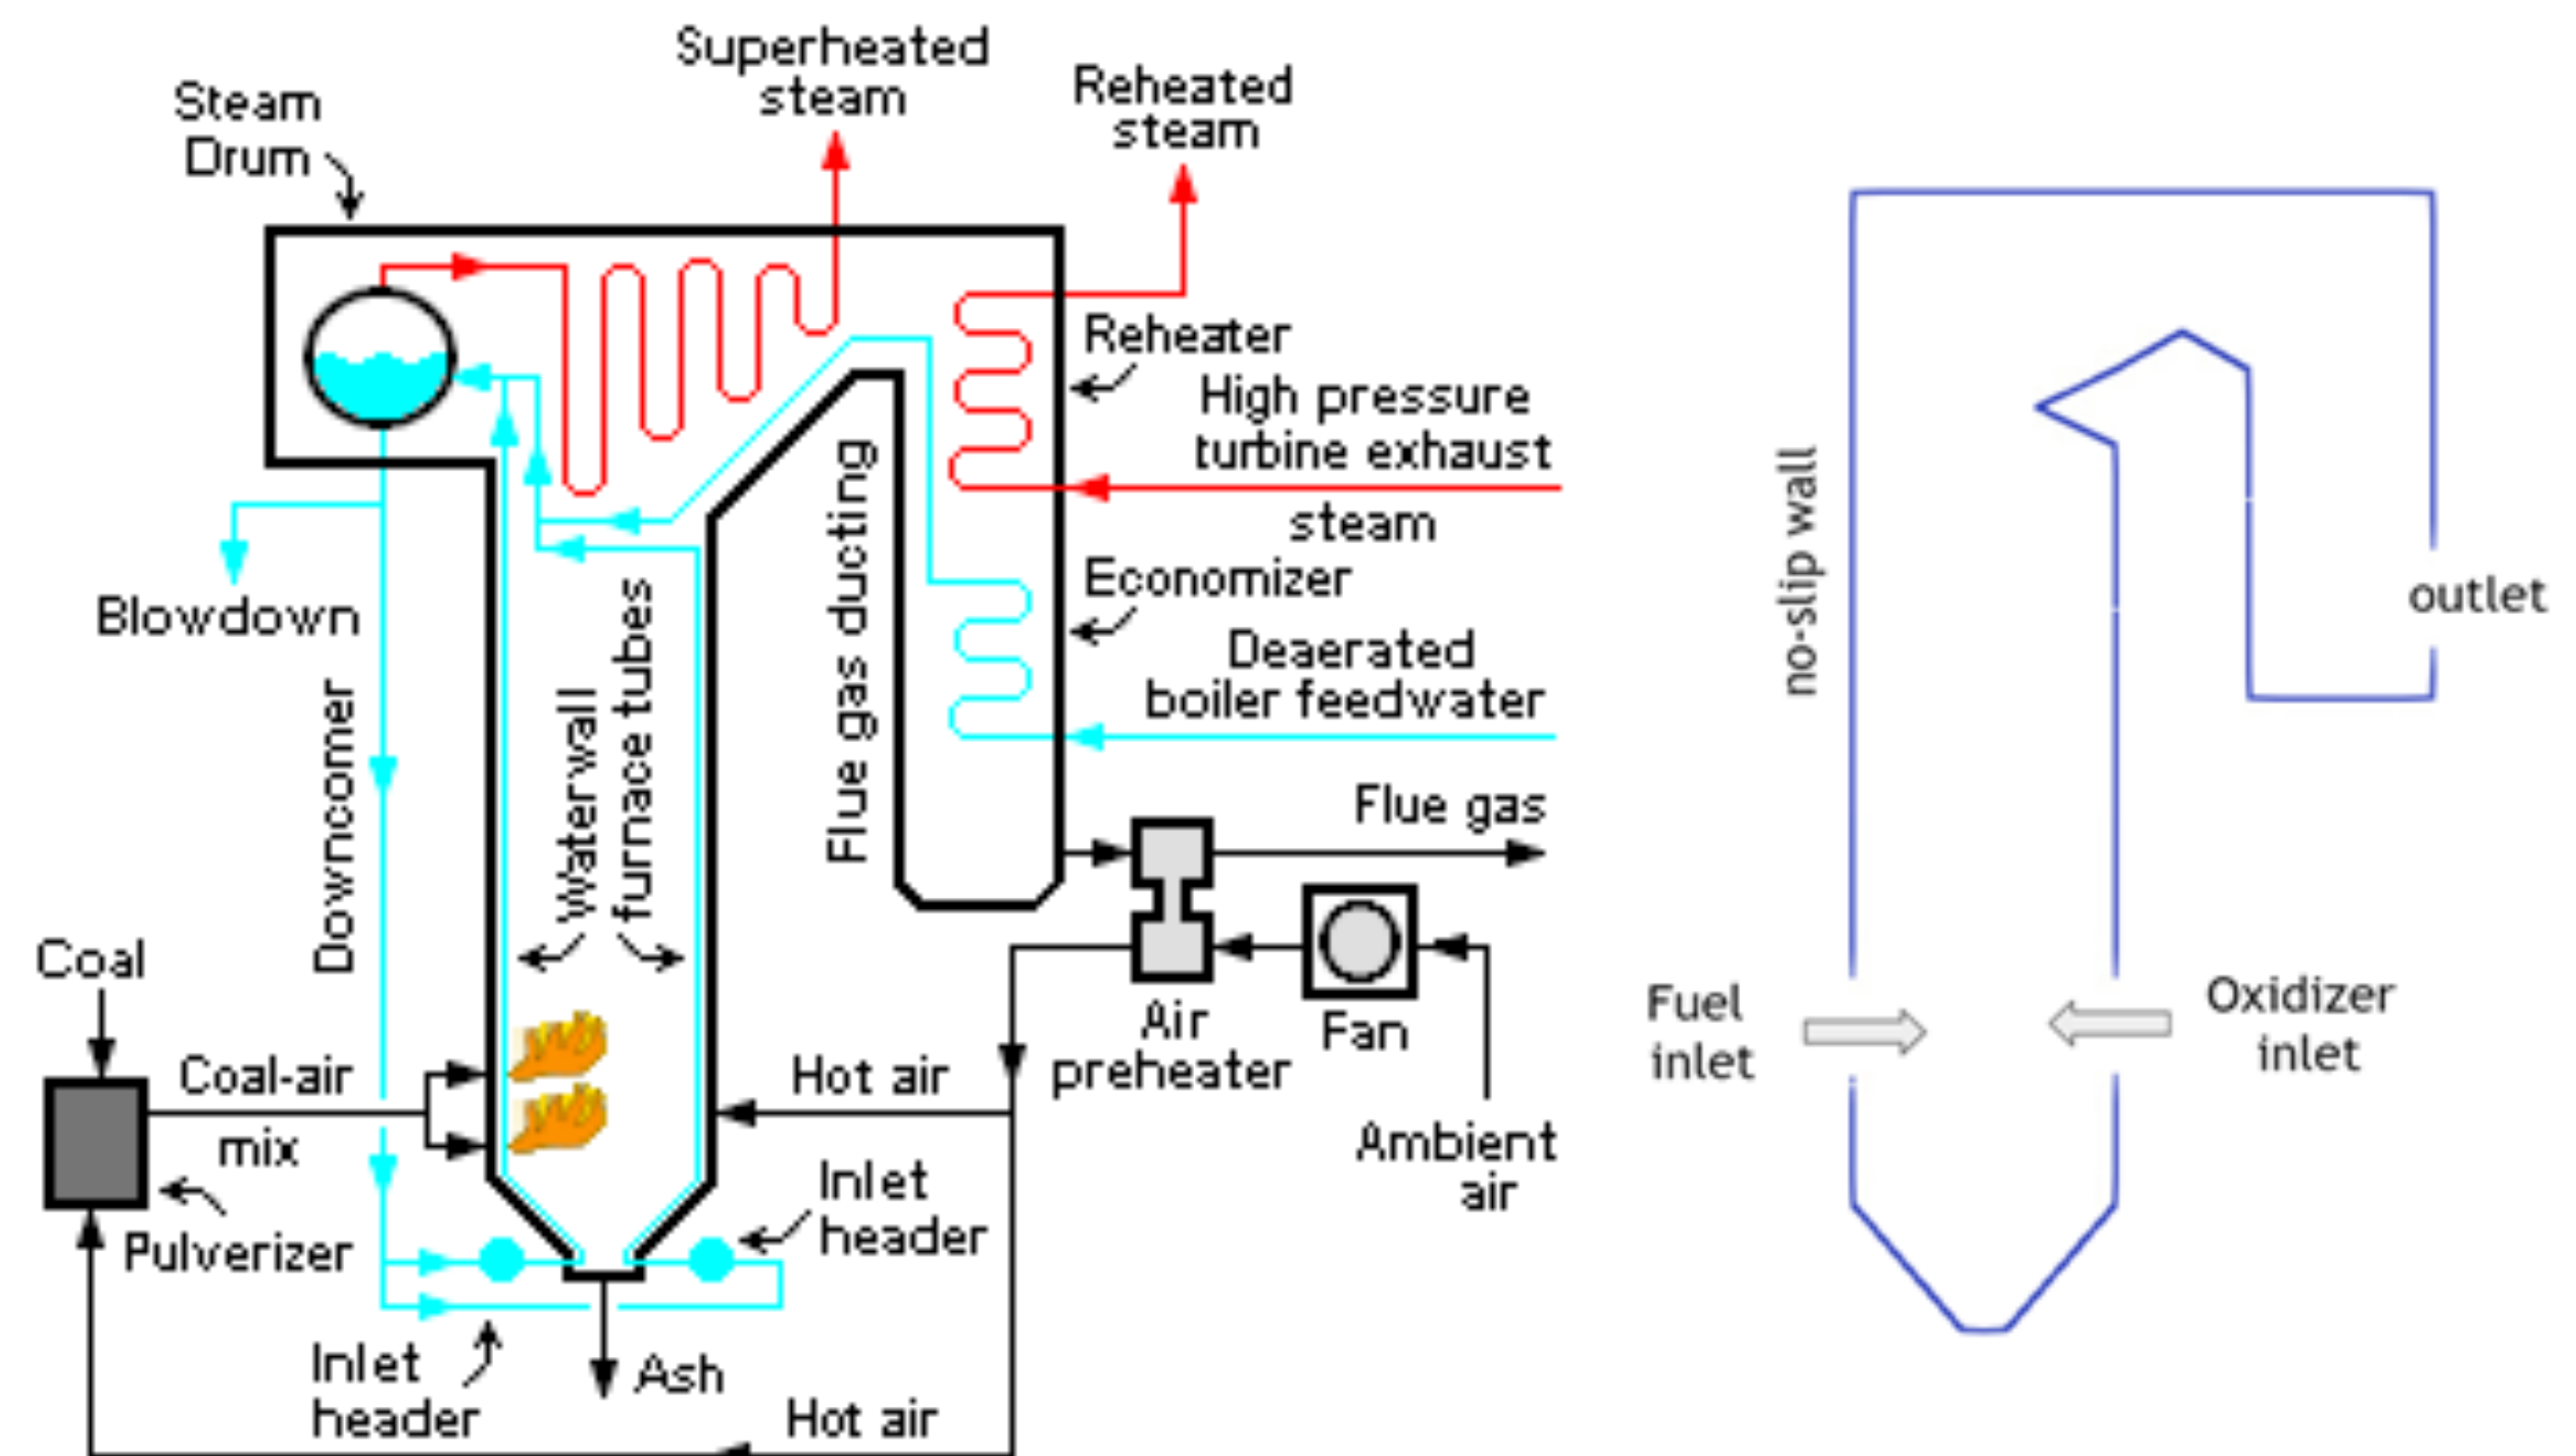 Superheated
steam
Reheated
steam
Steam
Drum
Reheater
High pressure
turbine exhaust
steam
Flue gas ducting
Economizer
Deaerated
boiler feedwater
Blowdown
Downcomer
Waterwall
furnace tubes
Flue gas
Coal
Coal-air
mix
Pulverizer
Hot air
Air
preheater
Fan
Ambient
air
Inlet
header
Inlet
header
Ash
Hot air
no-slip wall
outlet
Fuel
inlet
Oxidizer
inlet